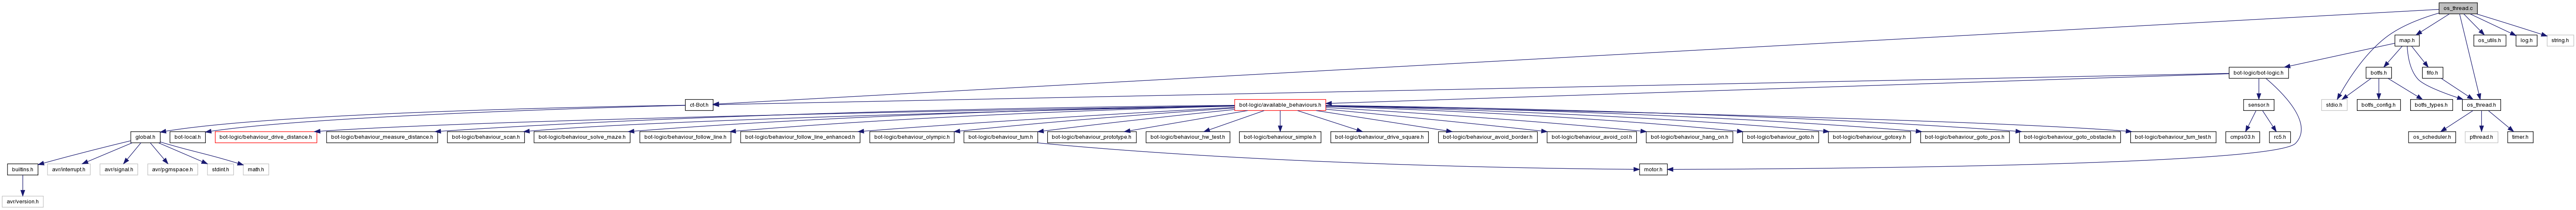 os_thread.c
map.h
os_utils.h
log.h
string.h
bot-logic/bot-logic.h
botfs.h
fifo.h
ct-Bot.h
bot-logic/available_behaviours.h
sensor.h
stdio.h
botfs_config.h
botfs_types.h
os_thread.h
global.h
bot-local.h
bot-logic/behaviour_drive_distance.h
bot-logic/behaviour_measure_distance.h
bot-logic/behaviour_scan.h
bot-logic/behaviour_solve_maze.h
bot-logic/behaviour_follow_line.h
bot-logic/behaviour_follow_line_enhanced.h
bot-logic/behaviour_olympic.h
bot-logic/behaviour_turn.h
bot-logic/behaviour_prototype.h
bot-logic/behaviour_hw_test.h
bot-logic/behaviour_simple.h
bot-logic/behaviour_drive_square.h
bot-logic/behaviour_avoid_border.h
bot-logic/behaviour_avoid_col.h
bot-logic/behaviour_hang_on.h
bot-logic/behaviour_goto.h
bot-logic/behaviour_gotoxy.h
bot-logic/behaviour_goto_pos.h
bot-logic/behaviour_goto_obstacle.h
bot-logic/behaviour_turn_test.h
cmps03.h
rc5.h
os_scheduler.h
pthread.h
timer.h
builtins.h
avr/interrupt.h
avr/signal.h
avr/pgmspace.h
stdint.h
math.h
motor.h
avr/version.h